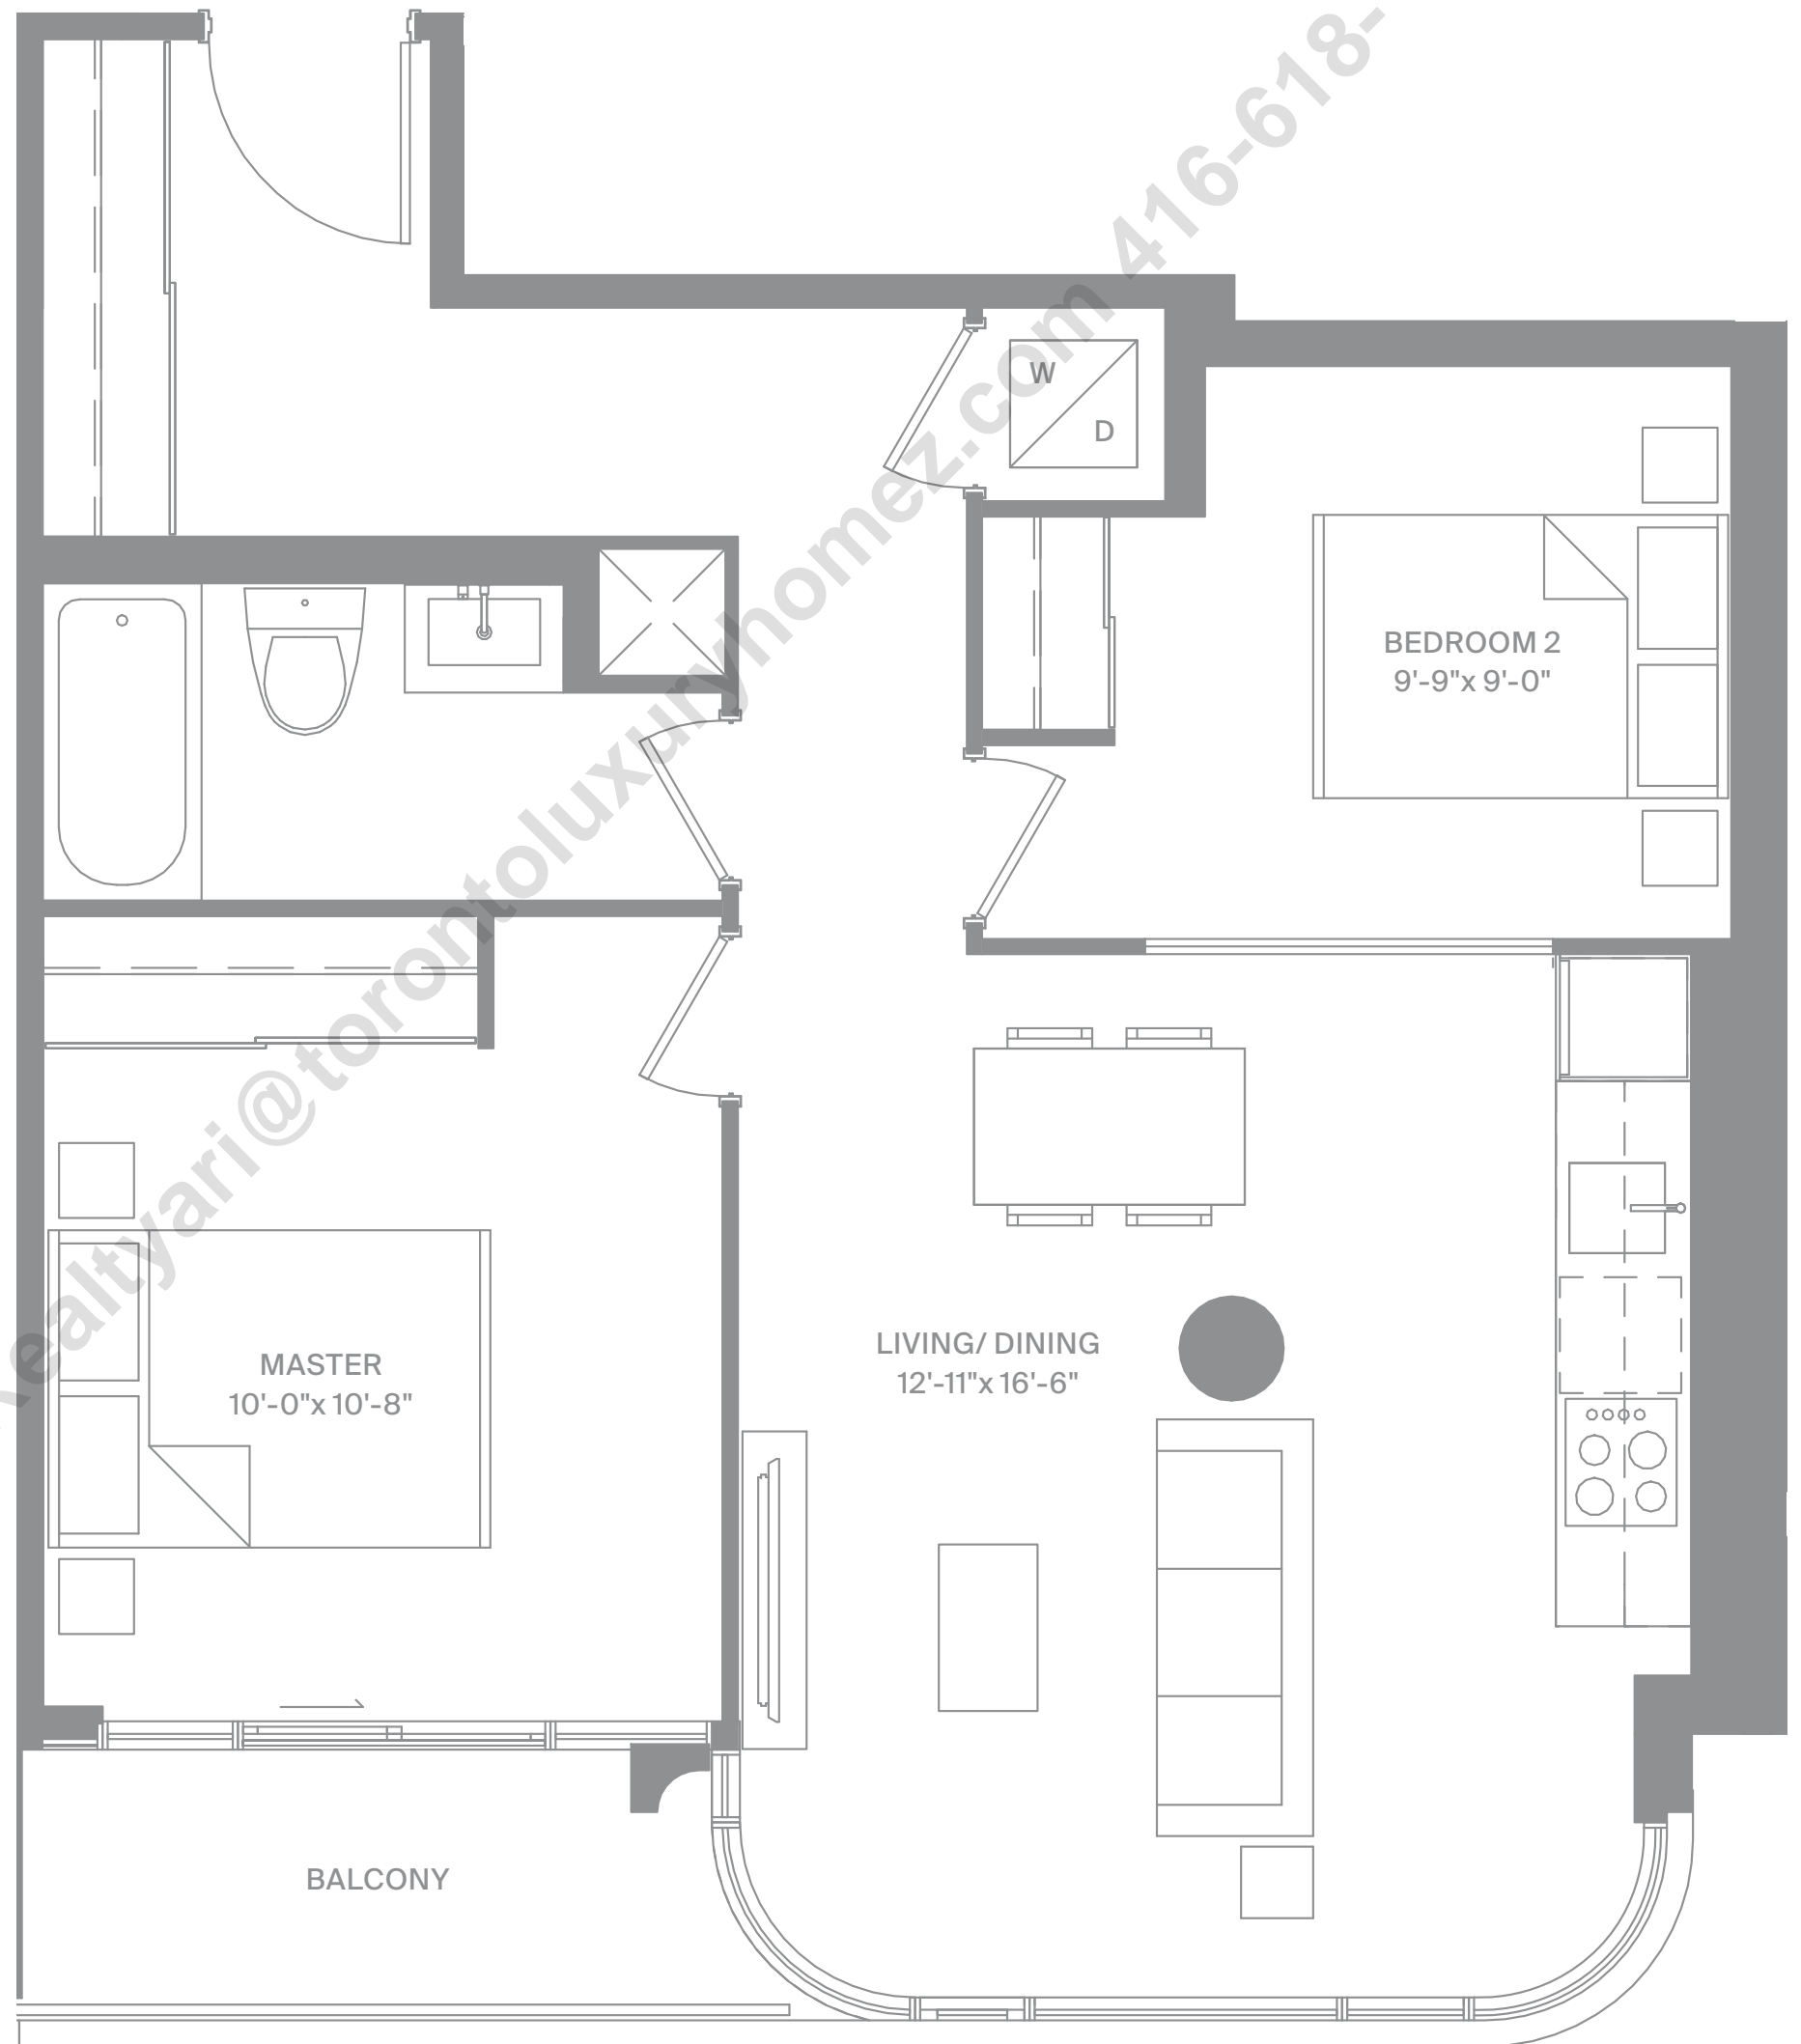 W
D
BEDROOM 2
9'-9"x 9'-0"
LIVING/ DINING
12'-11"x 16'-6"
MASTER
10'-0"x 10'-8"
BALCONY
realtyari@torontoluxuryhomez.com 416-618-